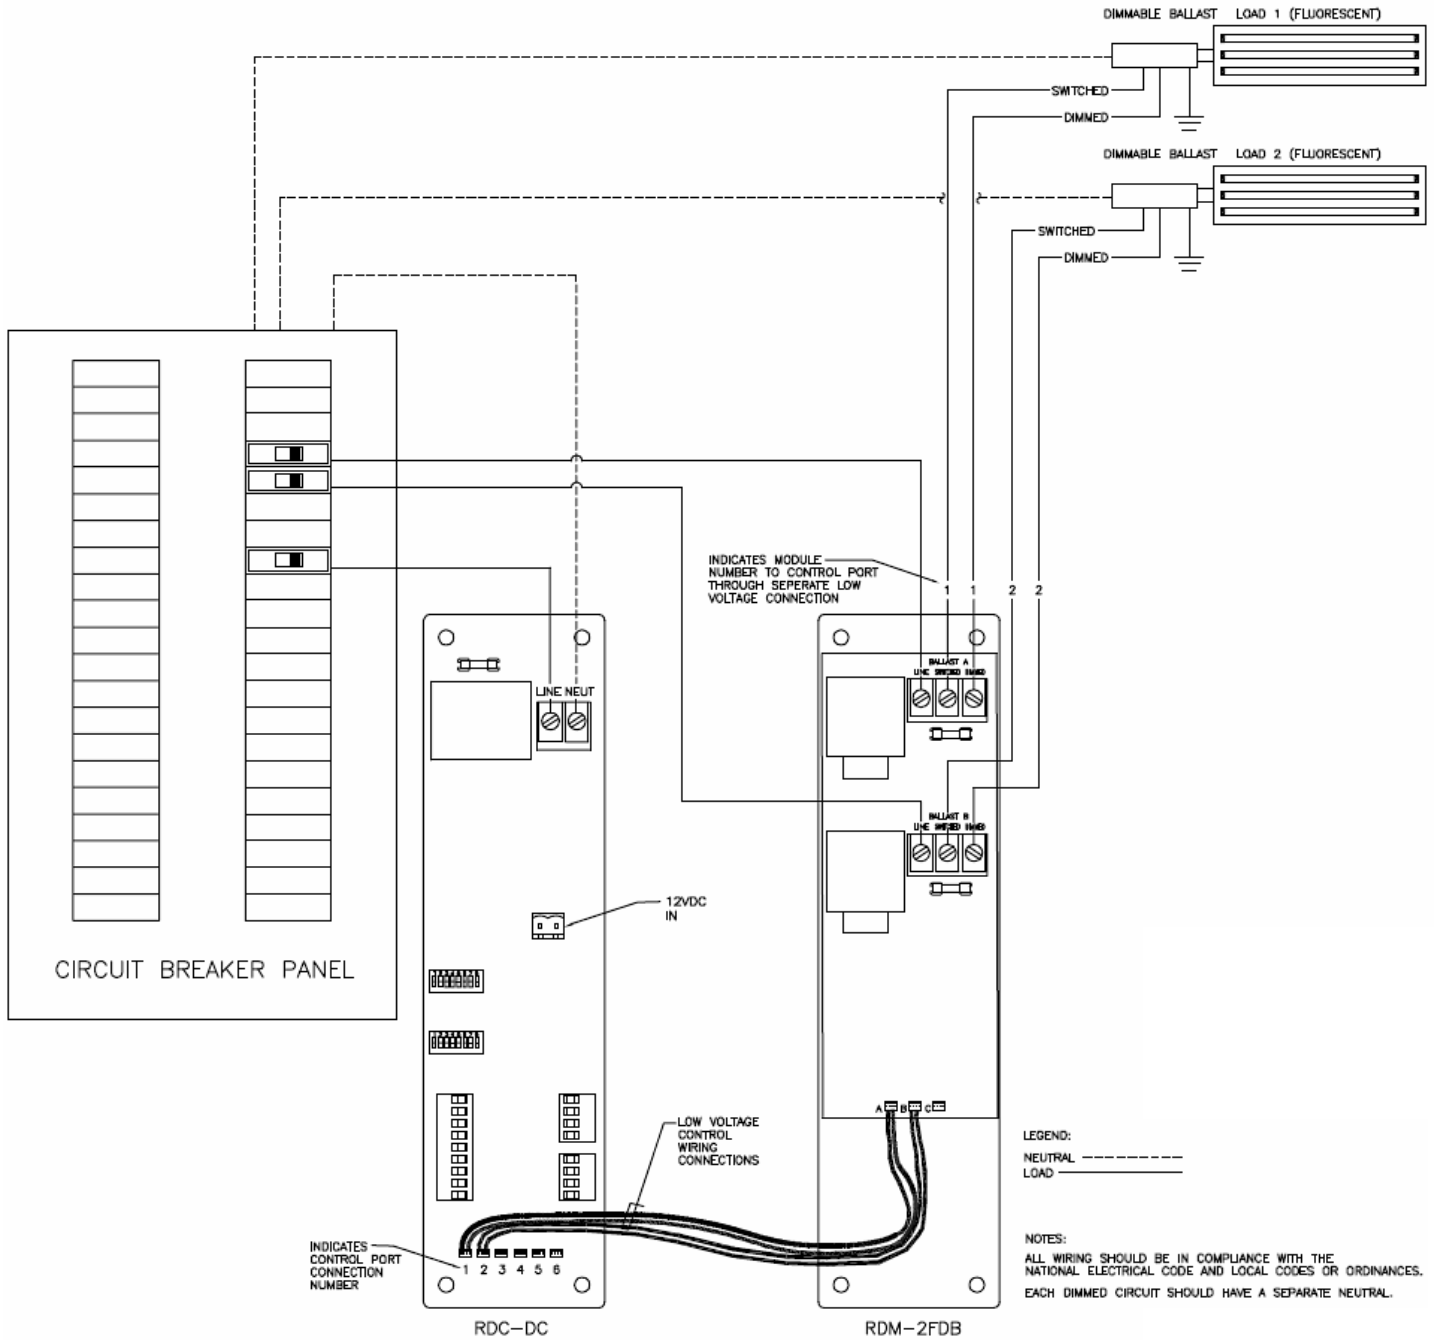 DIMMABLE BALLAST LOAD 1 (FLUORESCENT)
SWITCHED
DIMMED
DIMMABLE BALLAST LOAD 2 (FLUORESCENT)
SWITCHED
DIMMED
INDICATES MODULE
NUMBER TO CONTROL PORT
THROUGH SEPERATE LOW
VOLTAGE CONNECTION
1 1 2 2
BALLAST A
LINE SWITCHED DIMMED
LINE NEUT
BALLAST B
LINE SWITCHED DIMMED
12VDC
IN
CIRCUIT BREAKER PANEL
A B C
LOW VOLTAGE
CONTROL
WIRING
CONNECTIONS
LEGEND:
NEUTRAL
LOAD
INDICATES
CONTROL PORT
CONNECTION
NUMBER
1 2 3 4 5 6
NOTES:
ALL WIRING SHOULD BE IN COMPLIANCE WITH THE
NATIONAL ELECTRICAL CODE AND LOCAL CODES OR ORDINANCES.
EACH DIMMED CIRCUIT SHOULD HAVE A SEPARATE NEUTRAL.
RDC-DC
RDM-2FDB